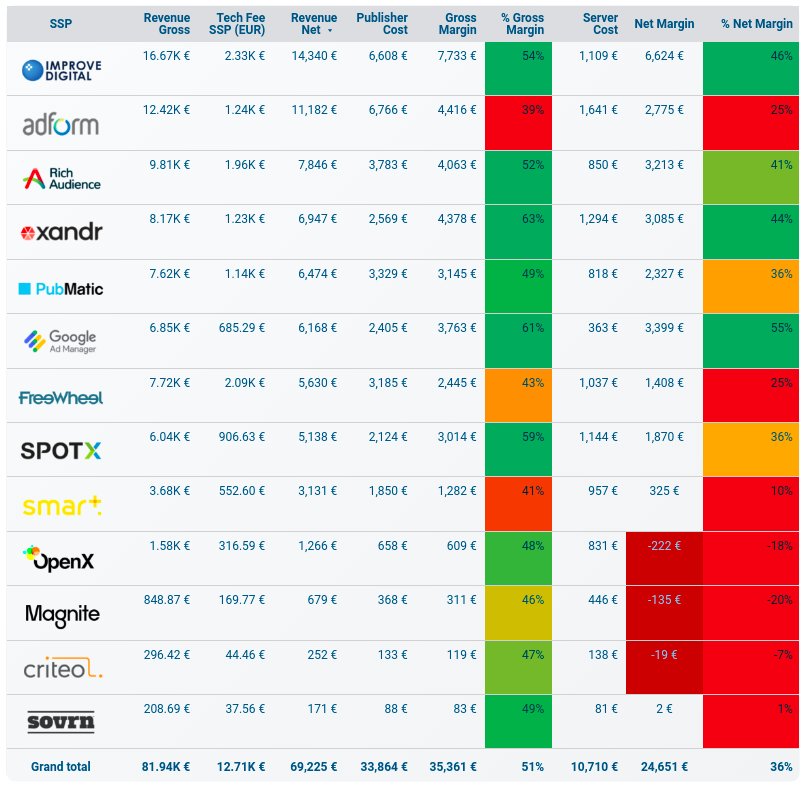 SSP Revenue Gross Tech Fee SSP (EUR) Revenue Net Publisher Cost Gross Margin % Gross Margin Server Cost Net Margin % Net Margin
IMPROVE DIGITAL 16.67K € 2.33K € 14,340 € 6,608 € 7,733 € 54% 1,109 € 6,624 € 46%
adform 12.42K € 1.24K € 11,182 € 6,766 € 4,416 € 39% 1,641 € 2,775 € 25%
Rich Audience 9.81K € 1.96K € 7,846 € 3,783 € 4,063 € 52% 850 € 3,213 € 41%
xandr 8.17K € 1.23K € 6,947 € 2,569 € 4,378 € 63% 1,294 € 3,085 € 44%
PubMatic 7.62K € 1.14K € 6,474 € 3,329 € 3,145 € 49% 818 € 2,327 € 36%
Google Ad Manager 6.85K € 685.29 € 6,168 € 2,405 € 3,763 € 61% 363 € 3,399 € 55%
FreeWheel 7.72K € 2.09K € 5,630 € 3,185 € 2,445 € 43% 1,037 € 1,408 € 25%
SPOTX 6.04K € 906.63 € 5,138 € 2,124 € 3,014 € 59% 1,144 € 1,870 € 36%
smart 3.68K € 552.60 € 3,131 € 1,850 € 1,282 € 41% 957 € 325 € 10%
OpenX 1.58K € 316.59 € 1,266 € 658 € 609 € 48% 831 € -222 € -18%
Magnite 848.87 € 169.77 € 679 € 368 € 311 € 46% 446 € -135 € -20%
criteo 296.42 € 44.46 € 252 € 133 € 119 € 47% 138 € -19 € -7%
sovrn 208.69 € 37.56 € 171 € 88 € 83 € 49% 81 € 2 € 1%
Grand total 81.94K € 12.71K € 69,225 € 33,864 € 35,361 € 51% 10,710 € 24,651 € 36%